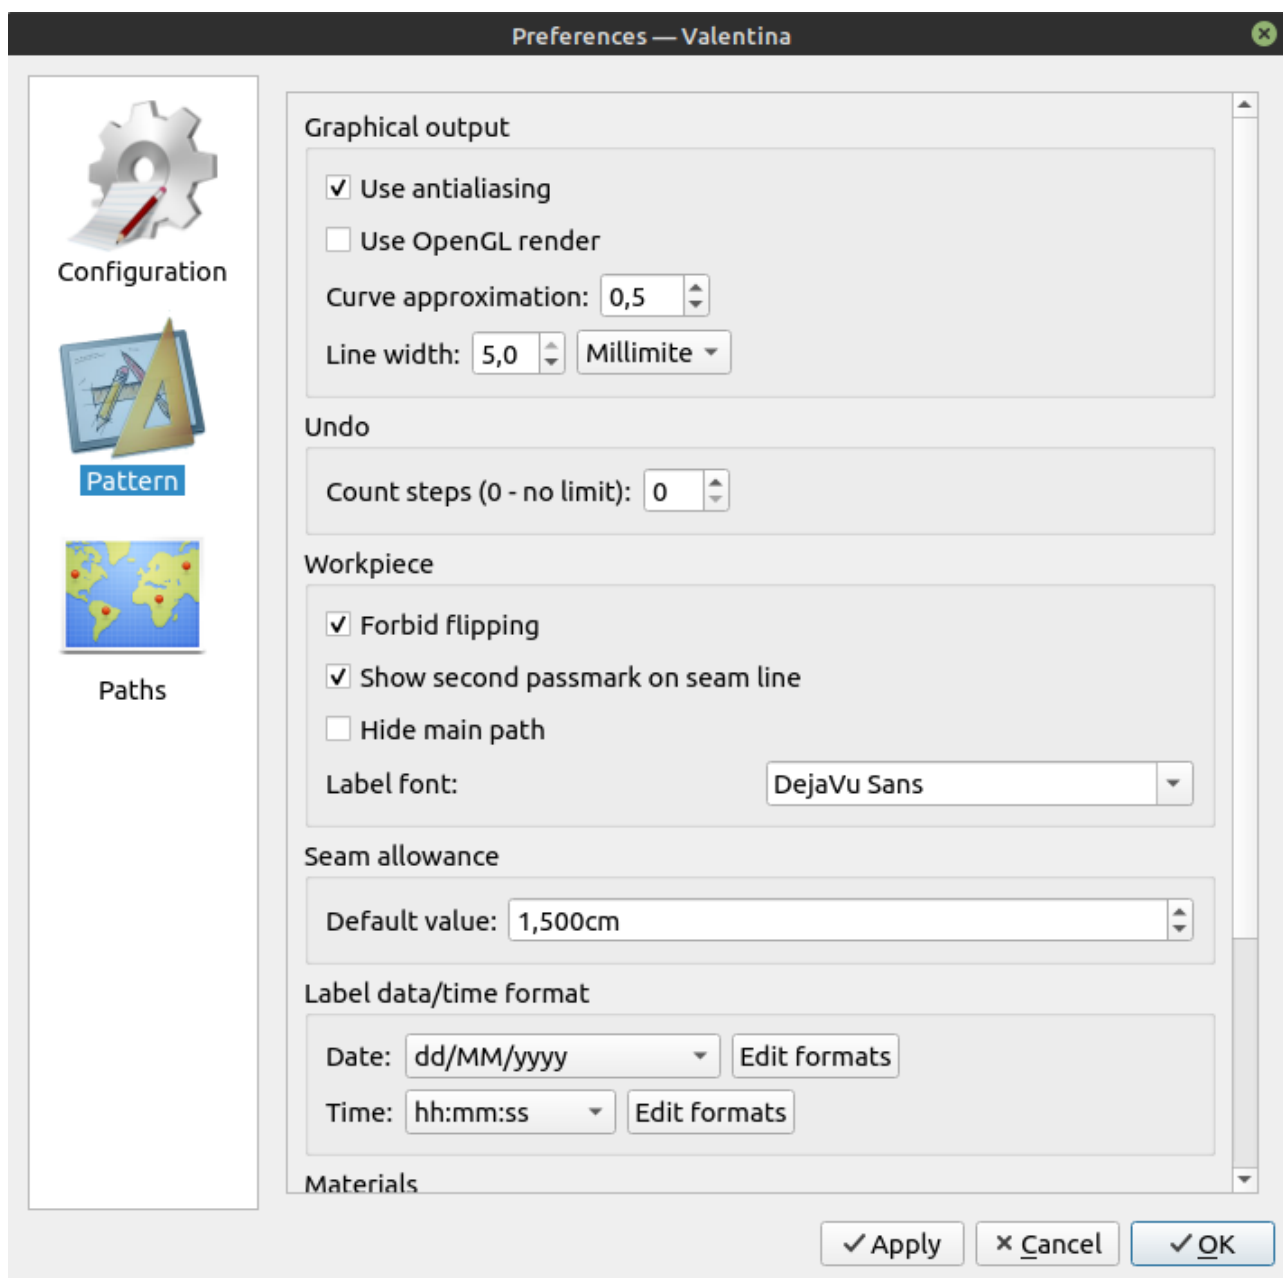 Preferences — Valentina
Configuration
Pattern
Paths
Graphical output
Use antialiasing
Use OpenGL render
Curve approximation: 0,5
Line width: 5,0 Millimite
Undo
Count steps (0 - no limit): 0
Workpiece
Forbid flipping
Show second passmark on seam line
Hide main path
Label font: DejaVu Sans
Seam allowance
Default value: 1,500cm
Label data/time format
Date: dd/MM/yyyy Edit formats
Time: hh:mm:ss Edit formats
Materials
Apply Cancel OK